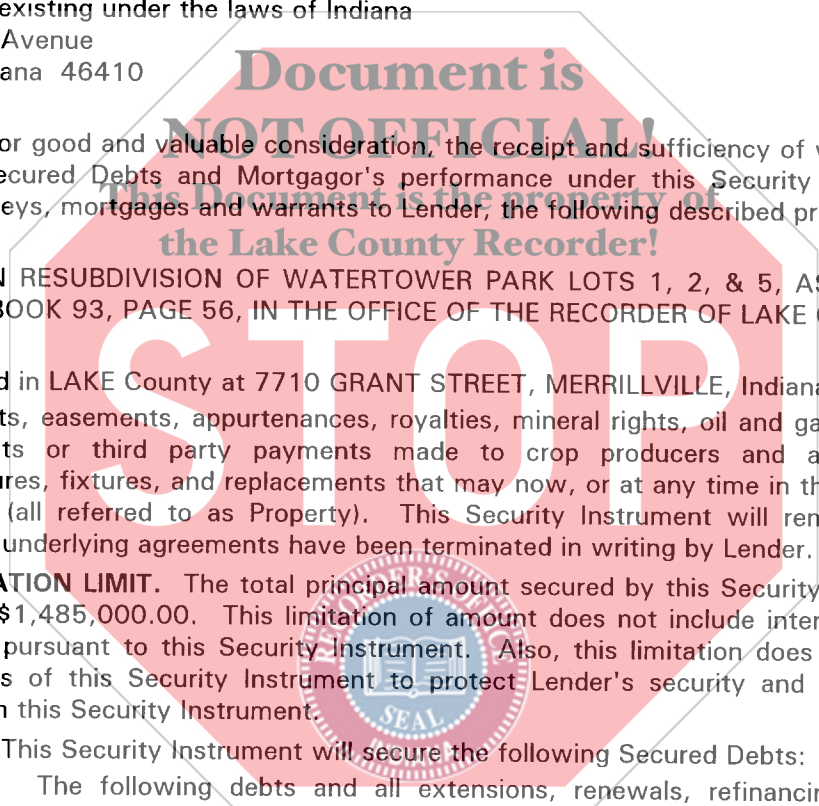 existing under the laws of Indiana
Avenue
ana 46410
Document is
NOT OFFICIAL!
or good and valuable consideration, the receipt and sufficiency of
ecured Debts and Mortgagor's performance under this Security
This Document is the property of
eys, mortgages and warrants to Lender, the following described pr
the Lake County Recorder!
N RESUBDIVISION OF WATERTOWER PARK LOTS 1, 2, & 5, AS
BOOK 93, PAGE 56, IN THE OFFICE OF THE RECORDER OF LAKE
STOP
d in LAKE County at 7710 GRANT STREET, MERRILLVILLE, Indiana
ts, easements, appurtenances, royalties, mineral rights, oil and ga
ts or third party payments made to crop producers and a
ures, fixtures, and replacements that may now, or at any time in th
(all referred to as Property). This Security Instrument will ren
underlying agreements have been terminated in writing by Lender.
ATION LIMIT. The total principal amount secured by this Security
$1,485,000.00. This limitation of amount does not include inter
pursuant to this Security Instrument. Also, this limitation does
s of this Security Instrument to protect Lender's security and
n this Security Instrument.
RECORDER'S OFFICE
SEAL
This Security Instrument will secure the following Secured Debts:
The following debts and all extensions, renewals, refinancin